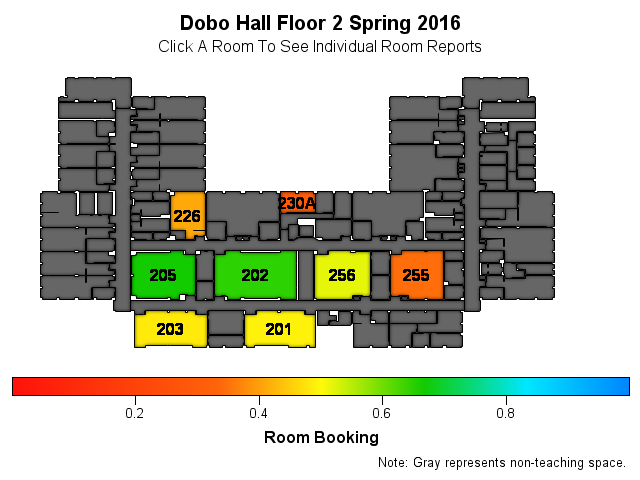 Dobo Hall Floor 2 Spring 2016
Click A Room To See Individual Room Reports
230A
226
205 202 256 255
203 201
0.2 0.4 0.6 0.8
Room Booking
Note: Gray represents non-teaching space.